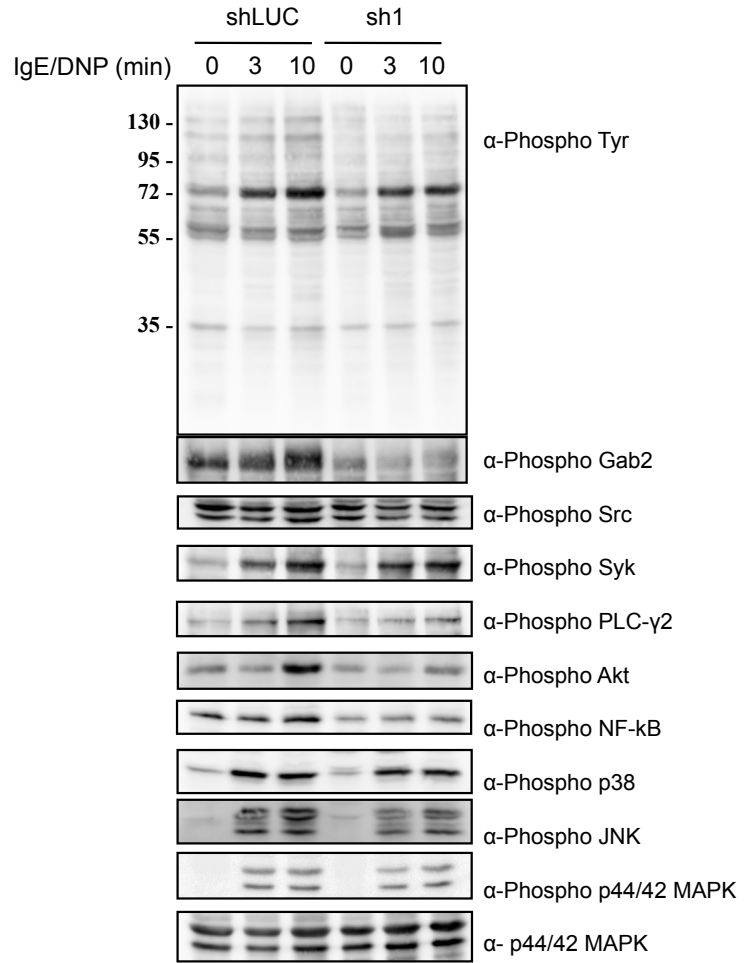 shLUC sh1
IgE/DNP (min) 0 3 10 0 3 10
130 -
α-Phospho Tyr
95 -
72 -
55 -
35 -
α-Phospho Gab2
α-Phospho Src
α-Phospho Syk
α-Phospho PLC-γ2
α-Phospho Akt
α-Phospho NF-kB
α-Phospho p38
α-Phospho JNK
α-Phospho p44/42 MAPK
α- p44/42 MAPK